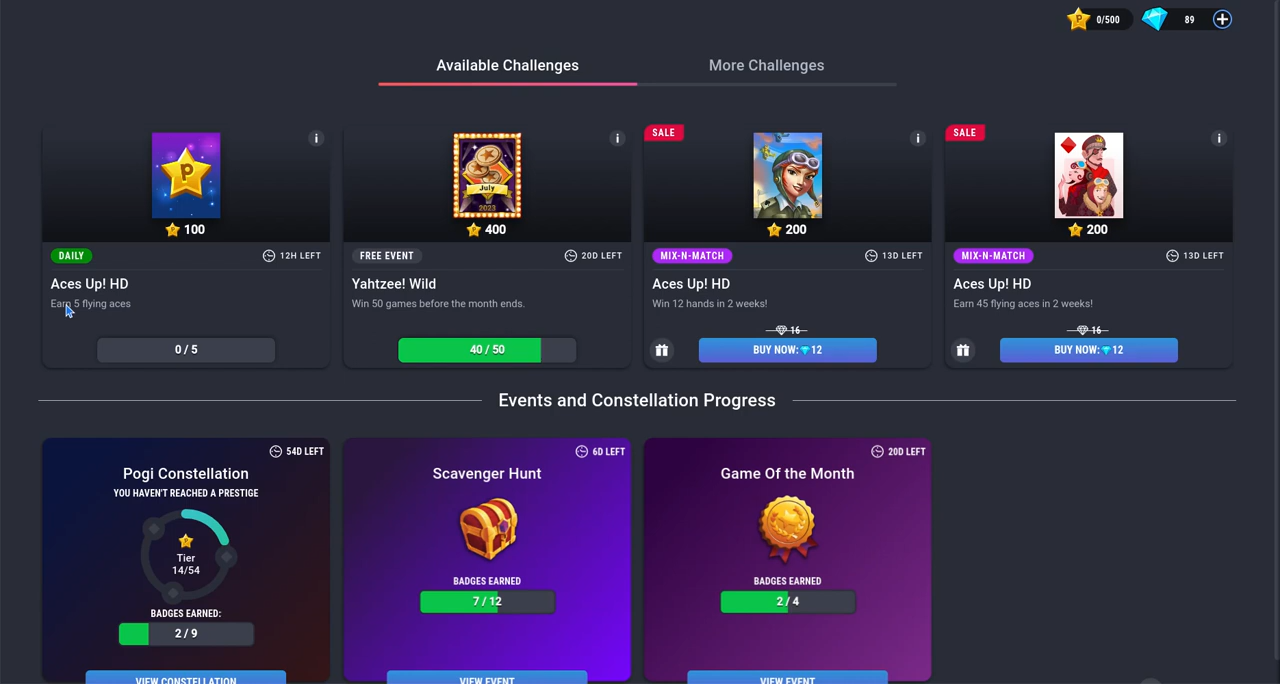 0/500
89
Available Challenges
More Challenges
100
DAILY
12H LEFT
Aces Up! HD
Earn 5 flying aces
0 / 5
July
2023
400
FREE EVENT
20D LEFT
Yahtzee! Wild
Win 50 games before the month ends.
40 / 50
SALE
200
MIX-N-MATCH
13D LEFT
Aces Up! HD
Win 12 hands in 2 weeks!
16
BUY NOW: 12
SALE
200
MIX-N-MATCH
13D LEFT
Aces Up! HD
Earn 45 flying aces in 2 weeks!
16
BUY NOW: 12
Events and Constellation Progress
54D LEFT
Pogi Constellation
YOU HAVEN'T REACHED A PRESTIGE
Tier
14/54
BADGES EARNED:
2 / 9
VIEW CONSTELLATION
6D LEFT
Scavenger Hunt
BADGES EARNED
7 / 12
VIEW EVENT
20D LEFT
Game Of the Month
BADGES EARNED
2 / 4
VIEW EVENT